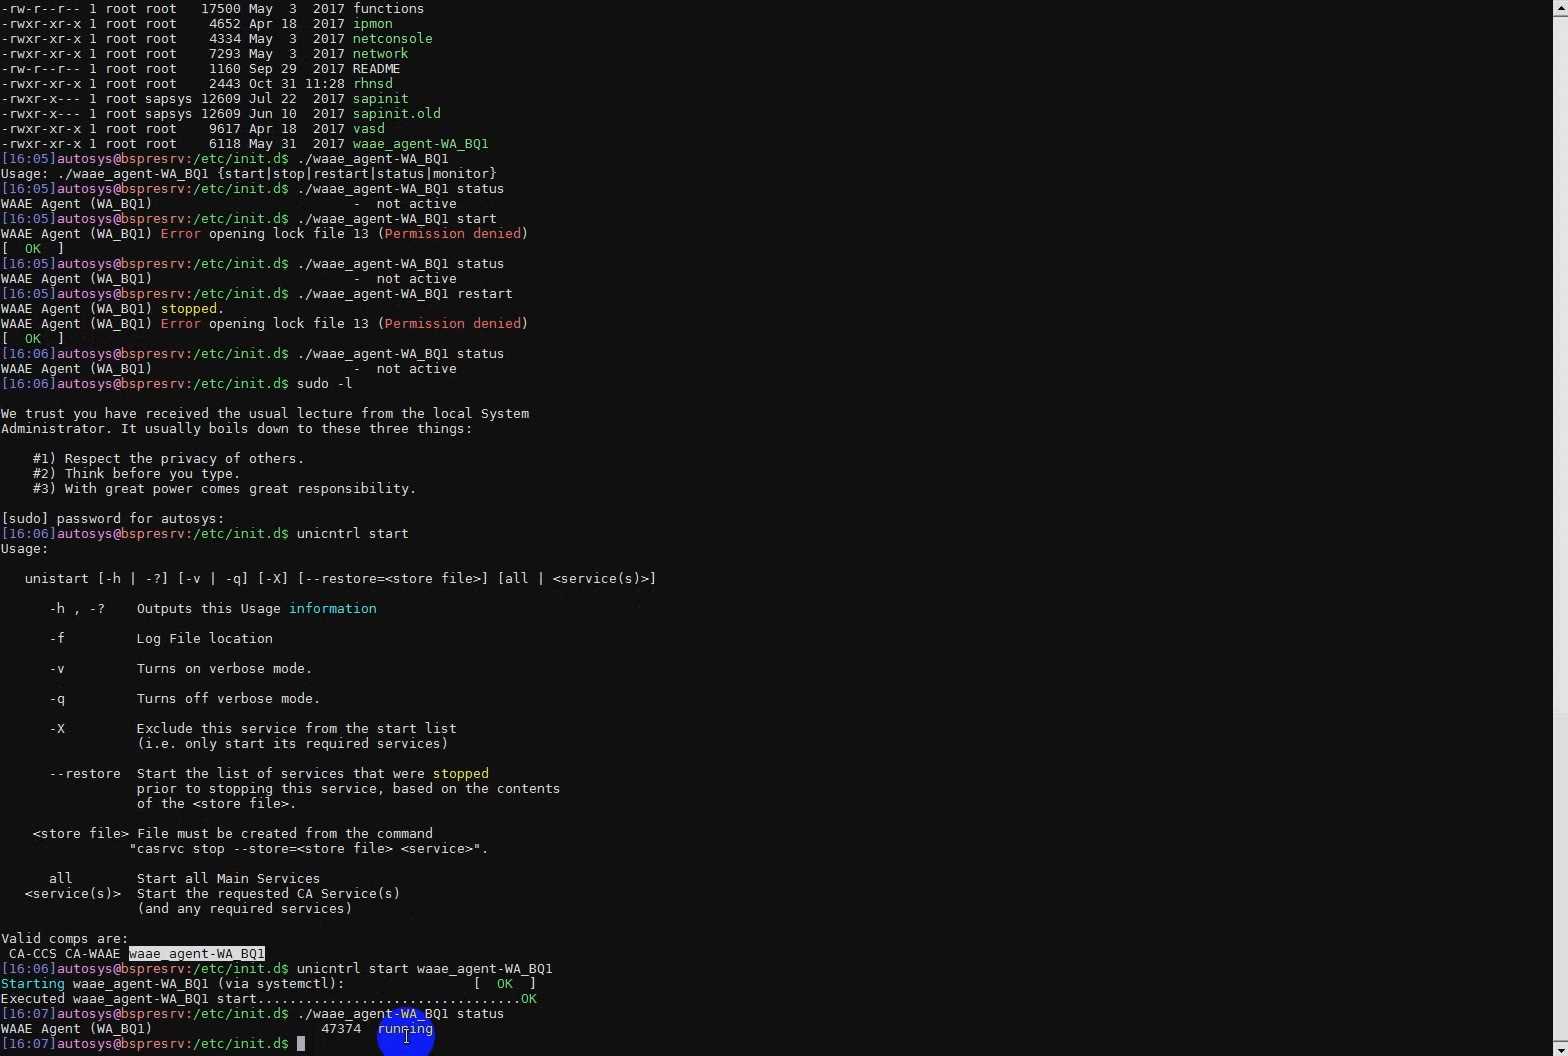 -rw-r--r-- 1 root root   17500 May  3  2017 functions
-rwxr-xr-x 1 root root    4652 Apr 18  2017 ipmon
-rwxr-xr-x 1 root root    4334 May  3  2017 netconsole
-rwxr-xr-x 1 root root    7293 May  3  2017 network
-rw-r--r-- 1 root root    1160 Sep 29  2017 README
-rwxr-xr-x 1 root root    2443 Oct 31 11:28 rhnsd
-rwxr-x--- 1 root sapsys 12609 Jul 22  2017 sapinit
-rwxr-x--- 1 root sapsys 12609 Jun 10  2017 sapinit.old
-rwxr-xr-x 1 root root    9617 Apr 18  2017 vasd
-rwxr-xr-x 1 root root    6118 May 31  2017 waae_agent-WA_BQ1
[16:05]autosys@bspresrv:/etc/init.d$ ./waae_agent-WA_BQ1
Usage: ./waae_agent-WA_BQ1 {start|stop|restart|status|monitor}
[16:05]autosys@bspresrv:/etc/init.d$ ./waae_agent-WA_BQ1 status
WAAE Agent (WA_BQ1)                         -  not active
[16:05]autosys@bspresrv:/etc/init.d$ ./waae_agent-WA_BQ1 start
WAAE Agent (WA_BQ1) Error opening lock file 13 (Permission denied)
[  OK  ]
[16:05]autosys@bspresrv:/etc/init.d$ ./waae_agent-WA_BQ1 status
WAAE Agent (WA_BQ1)                         -  not active
[16:05]autosys@bspresrv:/etc/init.d$ ./waae_agent-WA_BQ1 restart
WAAE Agent (WA_BQ1) stopped.
WAAE Agent (WA_BQ1) Error opening lock file 13 (Permission denied)
[  OK  ]
[16:06]autosys@bspresrv:/etc/init.d$ ./waae_agent-WA_BQ1 status
WAAE Agent (WA_BQ1)                         -  not active
[16:06]autosys@bspresrv:/etc/init.d$ sudo -l
We trust you have received the usual lecture from the local System
Administrator. It usually boils down to these three things:
    #1) Respect the privacy of others.
    #2) Think before you type.
    #3) With great power comes great responsibility.
[sudo] password for autosys:
[16:06]autosys@bspresrv:/etc/init.d$ unicntrl start
Usage:
   unistart [-h | -?] [-v | -q] [-X] [--restore=<store file>] [all | <service(s)>]
      -h , -?    Outputs this Usage information
      -f         Log File location
      -v         Turns on verbose mode.
      -q         Turns off verbose mode.
      -X         Exclude this service from the start list
                 (i.e. only start its required services)
      --restore  Start the list of services that were stopped
                 prior to stopping this service, based on the contents
                 of the <store file>.
    <store file> File must be created from the command
                "casrvc stop --store=<store file> <service>".
      all        Start all Main Services
   <service(s)>  Start the requested CA Service(s)
                 (and any required services)
Valid comps are:
 CA-CCS CA-WAAE waae_agent-WA_BQ1
[16:06]autosys@bspresrv:/etc/init.d$ unicntrl start waae_agent-WA_BQ1
Starting waae_agent-WA_BQ1 (via systemctl):                [  OK  ]
Executed waae_agent-WA_BQ1 start.................................OK
[16:07]autosys@bspresrv:/etc/init.d$ ./waae_agent-WA_BQ1 status
WAAE Agent (WA_BQ1)                     47374  running
[16:07]autosys@bspresrv:/etc/init.d$